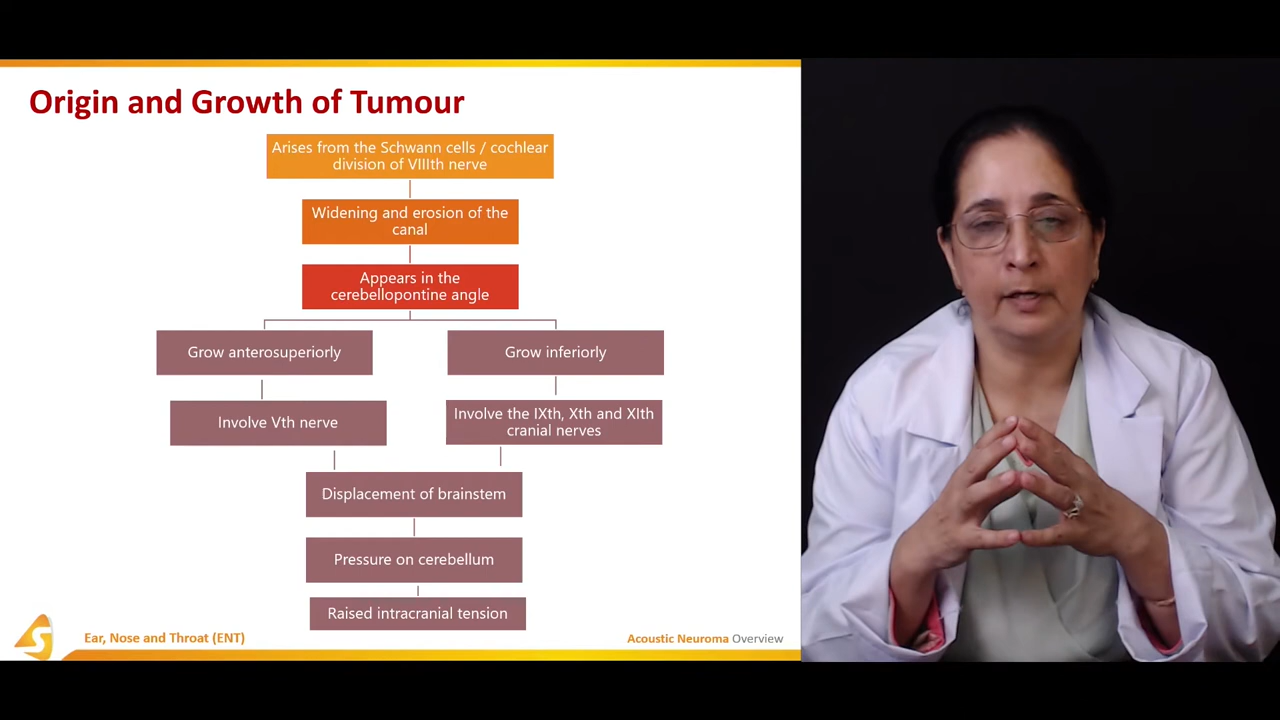 Origin and Growth of Tumour
Arises from the Schwann cells / cochlear
division of VIIIth nerve
Widening and erosion of the
canal
Appears in the
cerebellopontine angle
Grow anterosuperiorly
Grow inferiorly
Involve Vth nerve
Involve the IXth, Xth and XIth
cranial nerves
Displacement of brainstem
Pressure on cerebellum
Raised intracranial tension
Ear, Nose and Throat (ENT)
Acoustic Neuroma Overview